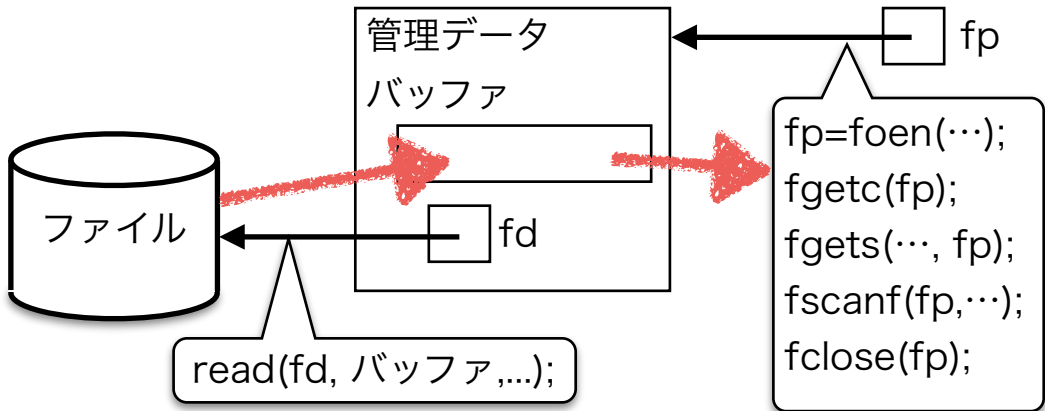 管理データ
バッファ
fp
ファイル
fd
read(fd, バッファ,...);
fp=foen(…);
fgetc(fp);
fgets(…, fp);
fscanf(fp,…);
fclose(fp);